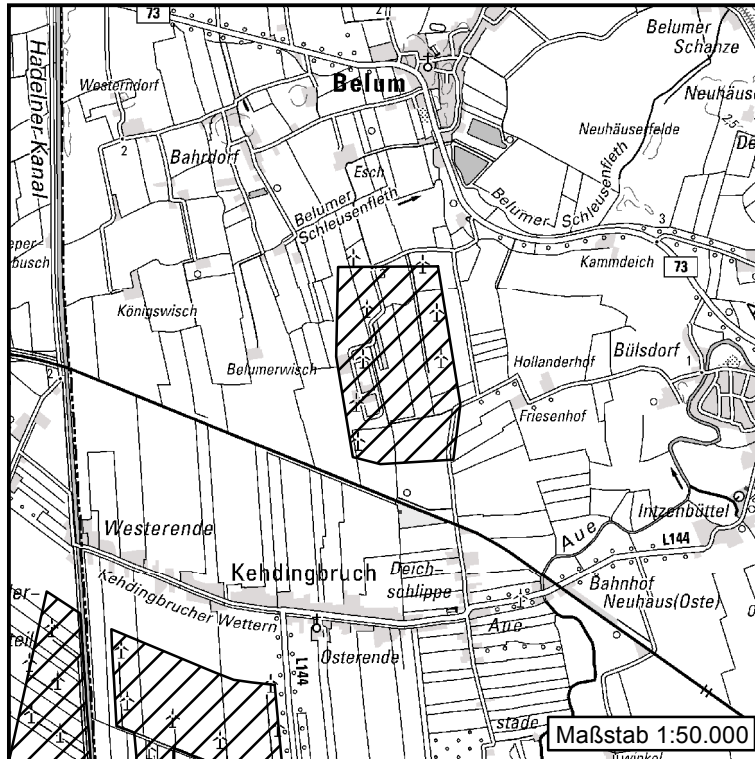 73
2
Belumer
Schanze
Hadelner-Kanal
Westerndorf
Belum
Neuhäuserfelde
25
2
Bahrdorf
Esch
Belumer
Schleusenfleth
Belumer
Schleusenfleth
3
Kammdeich
73
Königswisch
Belumerwisch
Hollanderhof
Bülsdorf
1
2
Friesenhof
Intzenbüttel
Westerende
Aue
L144
Kehdingbruch
Deich-
schlippe
Bahnhof
Neuhaus(Oste)
Kehdingbrucher Wettern
Aue
Osterende
L144
stade
Maßstab 1:50.000